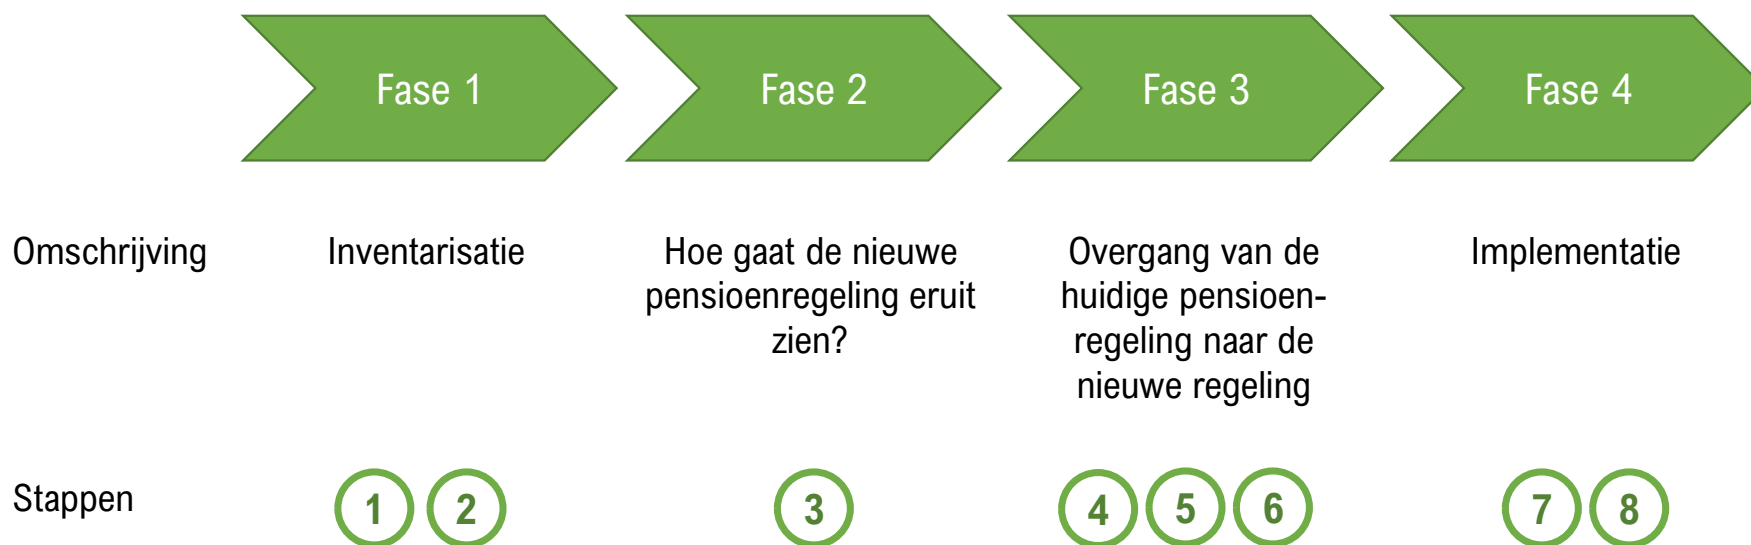 Fase 1
Fase 2
Fase 3
Fase 4
Omschrijving
Inventarisatie
Hoe gaat de nieuwe
pensioenregeling eruit
zien?
Overgang van de
huidige pensioen-
regeling naar de
nieuwe regeling
Implementatie
Stappen
1
2
3
4
5
6
7
8